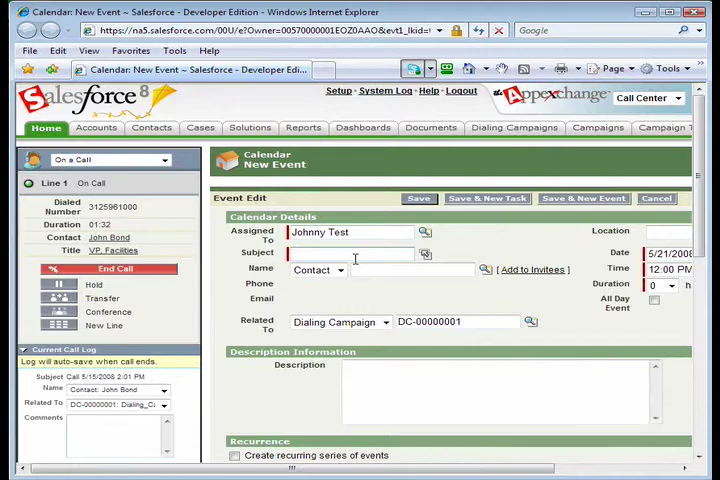 Calendar: New Event ~ Salesforce - Developer Edition - Windows Internet Explorer
https://na5.salesforce.com/00U/e?Owner=00570000001EOZ0AAO&evt1_lkid=
Google
File Edit View Favorites Tools Help
Calendar: New Event ~ Salesforce - Developer Edi...
Page Tools
salesforce 8
Setup · System Log · Help · Logout
the Appexchange
Call Center
Home Accounts Contacts Cases Solutions Reports Dashboards Documents Dialing Campaigns Campaigns Campaign T
On a Call
Line 1 On Call
Dialed Number 3125961000
Duration 01:32
Contact John Bond
Title VP, Facilities
End Call
Hold
Transfer
Conference
New Line
Current Call Log
Log will auto-save when call ends.
Subject Call 5/15/2008 2:01 PM
Name Contact: John Bond
Related To DC-00000001: Dialing_Ca
Comments
Calendar
New Event
Event Edit Save Save & New Task Save & New Event Cancel
Calendar Details
Assigned To Johnny Test Location
Subject Date 5/21/2008
Name Contact [ Add to Invitees ] Time 12:00 PM
Phone Duration 0 h
Email All Day Event
Related To Dialing Campaign DC-00000001
Description Information
Description
Recurrence
Create recurring series of events